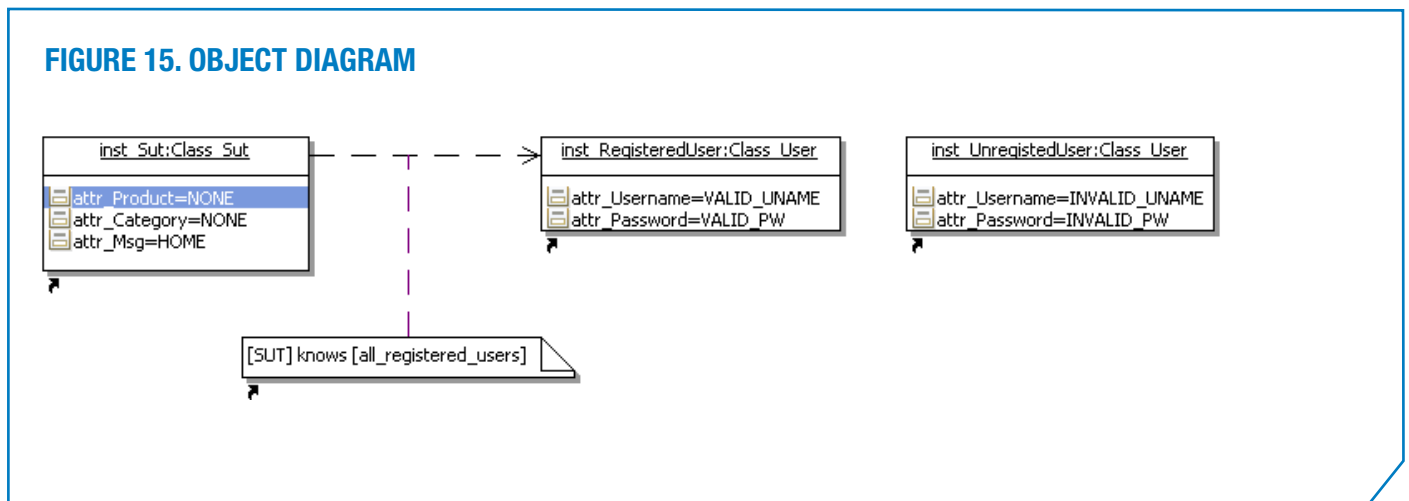 FIGURE 15. OBJECT DIAGRAM
inst_Sut:Class_Sut
attr_Product=NONE
attr_Category=NONE
attr_Msg=HOME
inst_RegisteredUser:Class_User
attr_Username=VALID_UNAME
attr_Password=VALID_PW
inst_UnregistedUser:Class_User
attr_Username=INVALID_UNAME
attr_Password=INVALID_PW
[SUT] knows [all_registered_users]